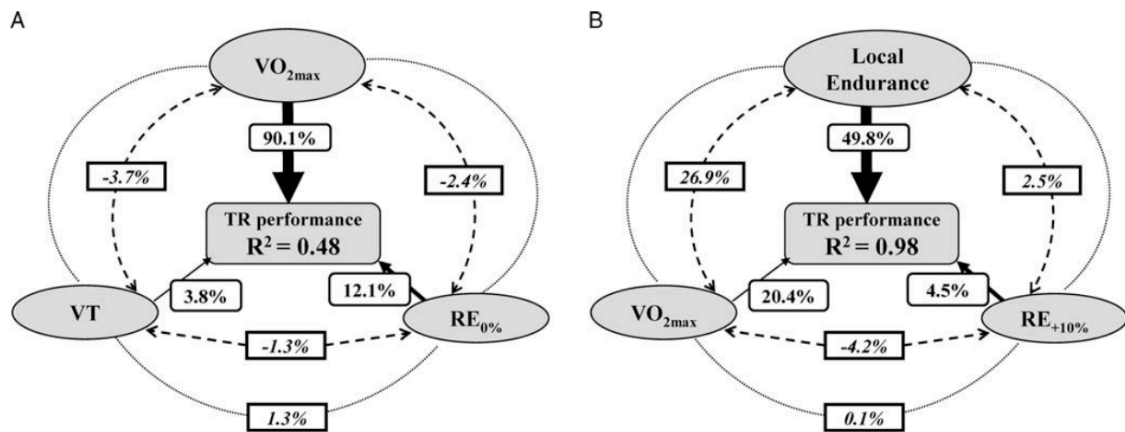 A
VO2max
90.1%
-3.7%
-2.4%
TR performance
R² = 0.48
3.8%
12.1%
VT
RE0%
-1.3%
1.3%
B
Local
Endurance
49.8%
26.9%
2.5%
TR performance
R² = 0.98
20.4%
4.5%
VO2max
RE+10%
-4.2%
0.1%